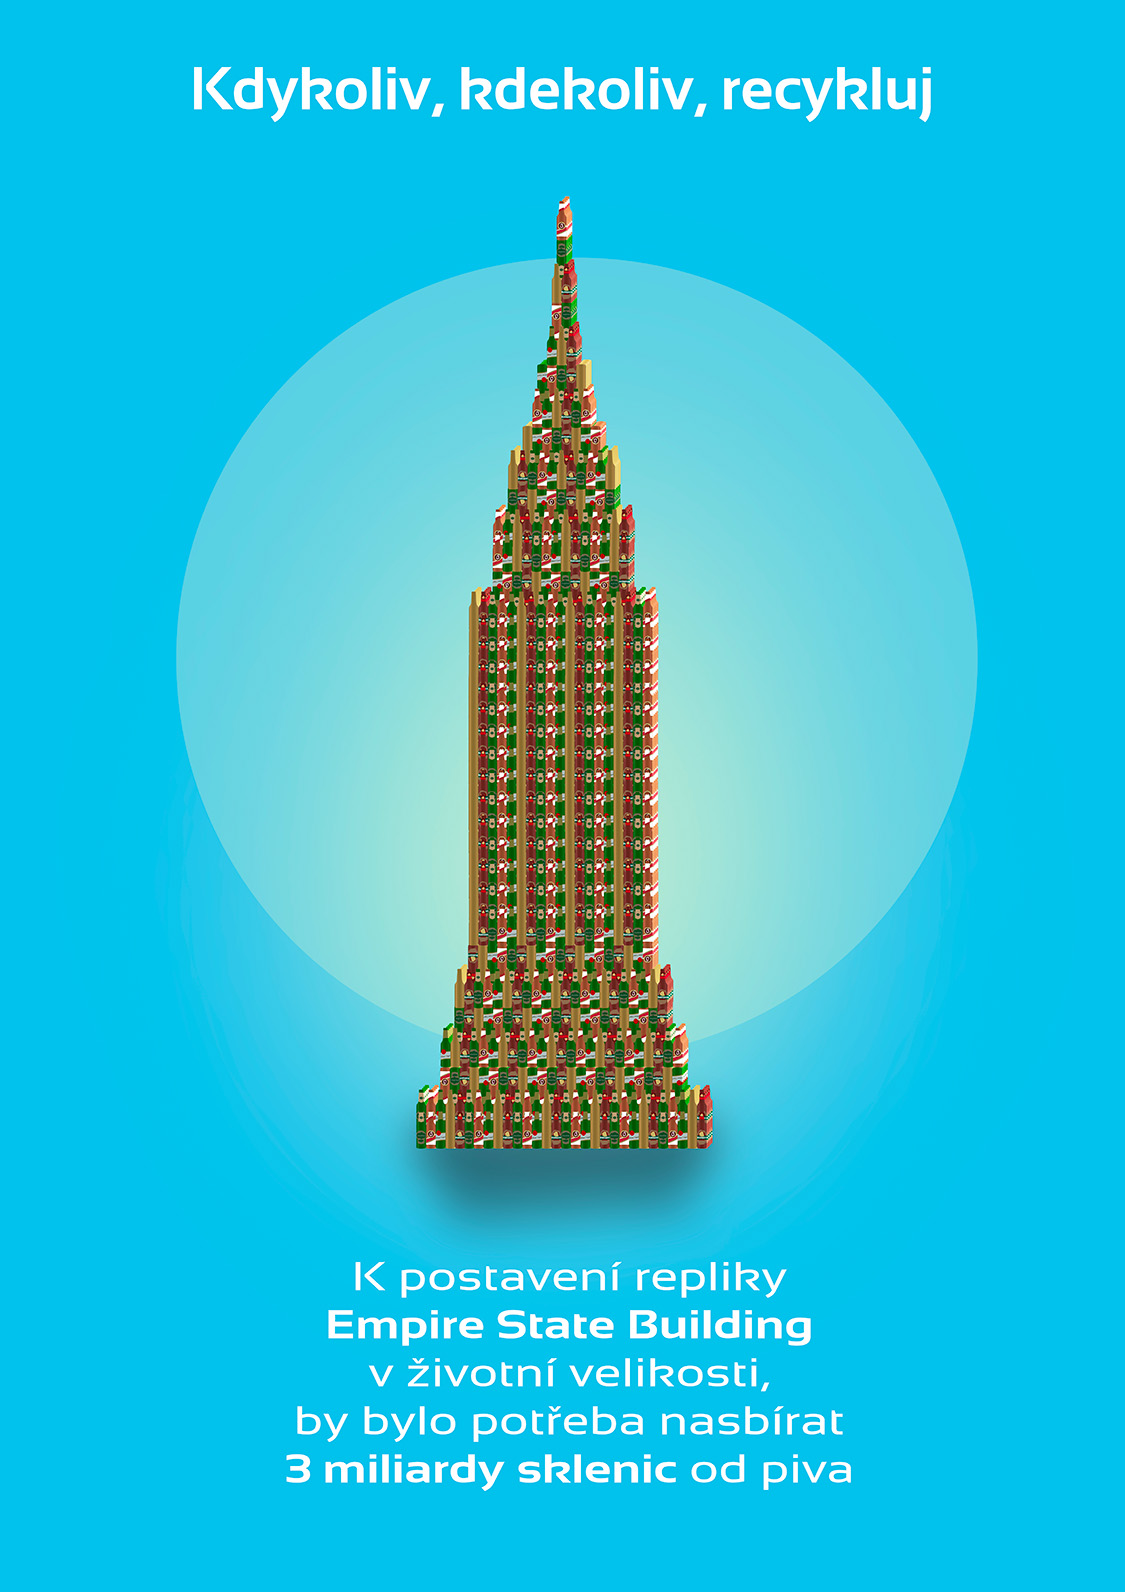 Kdykoliv, kdekoliv, recykluj
K postavení repliky
Empire State Building
v životní velikosti,
by bylo potřeba nasbírat
3 miliardy sklenic od piva